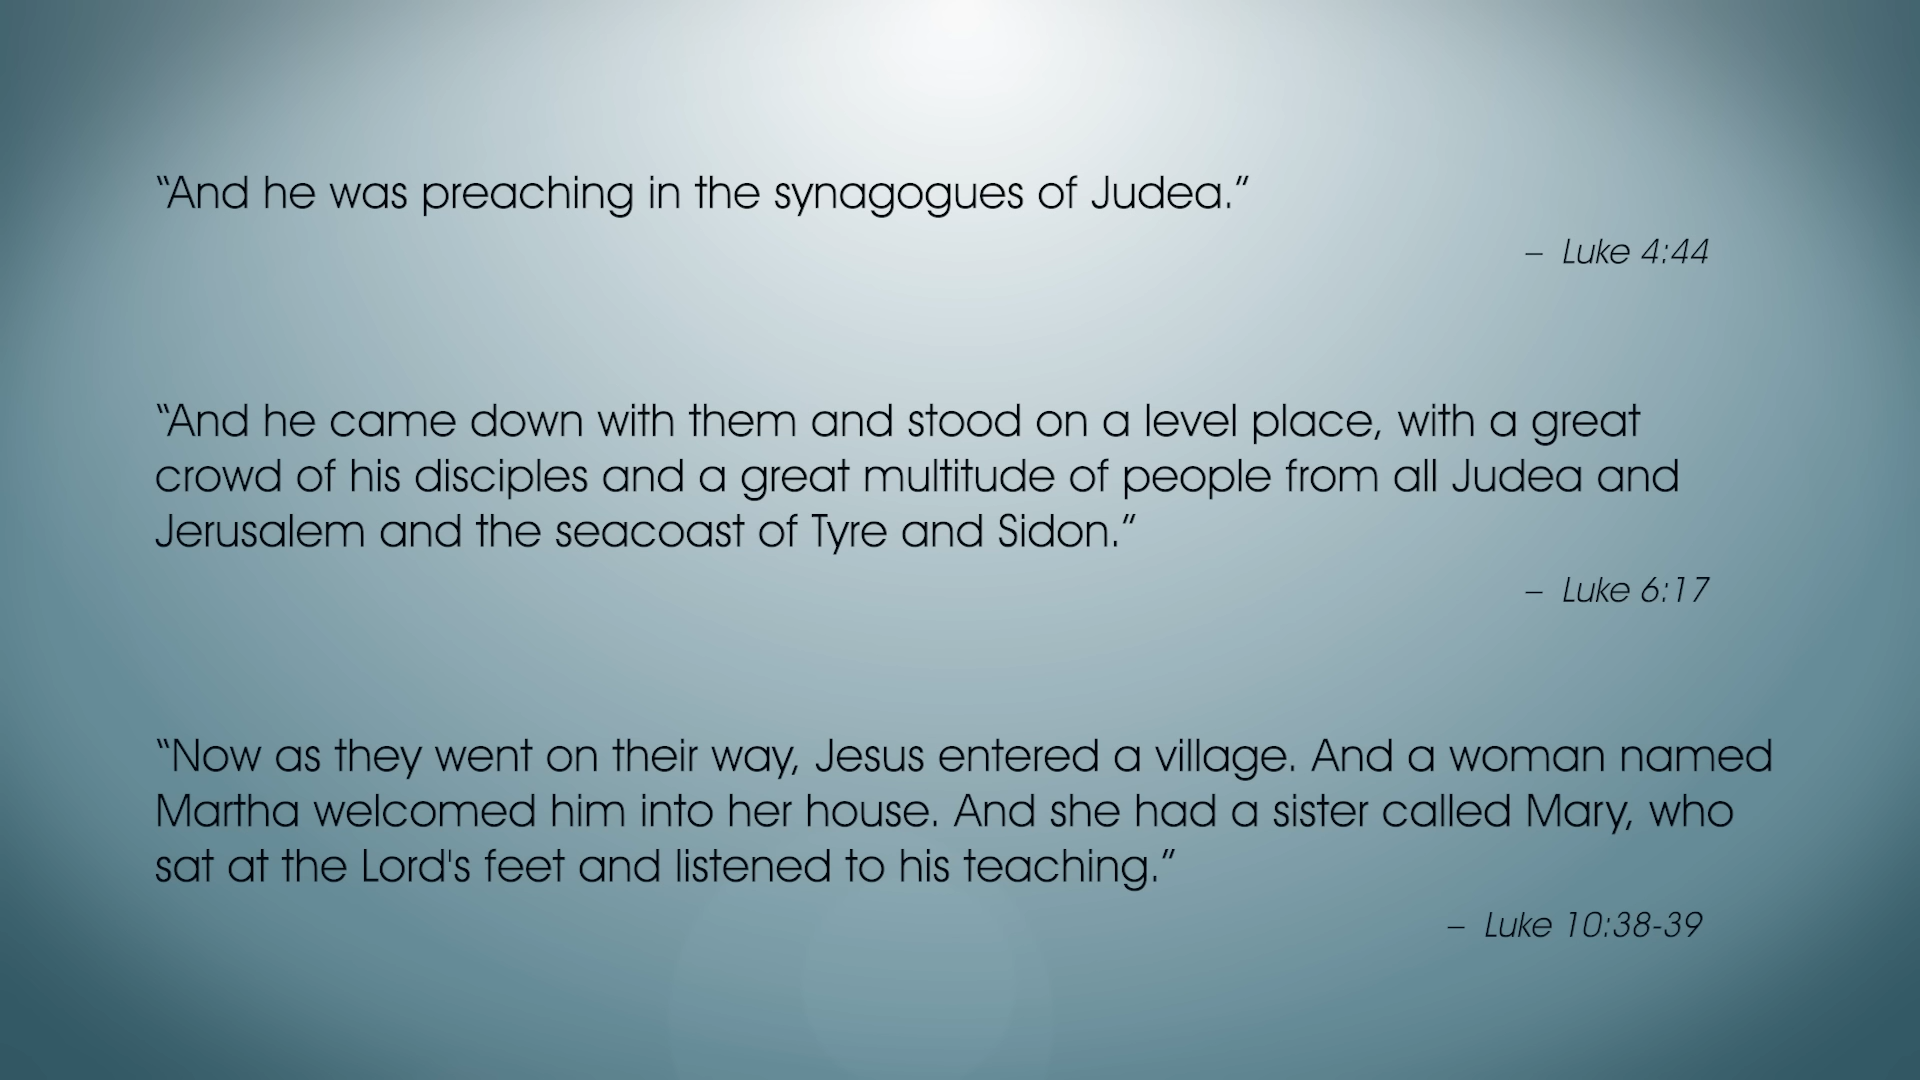 “And he was preaching in the synagogues of Judea.”
– Luke 4:44
“And he came down with them and stood on a level place, with a great
crowd of his disciples and a great multitude of people from all Judea and
Jerusalem and the seacoast of Tyre and Sidon.”
– Luke 6:17
“Now as they went on their way, Jesus entered a village. And a woman named
Martha welcomed him into her house. And she had a sister called Mary, who
sat at the Lord's feet and listened to his teaching.”
– Luke 10:38-39